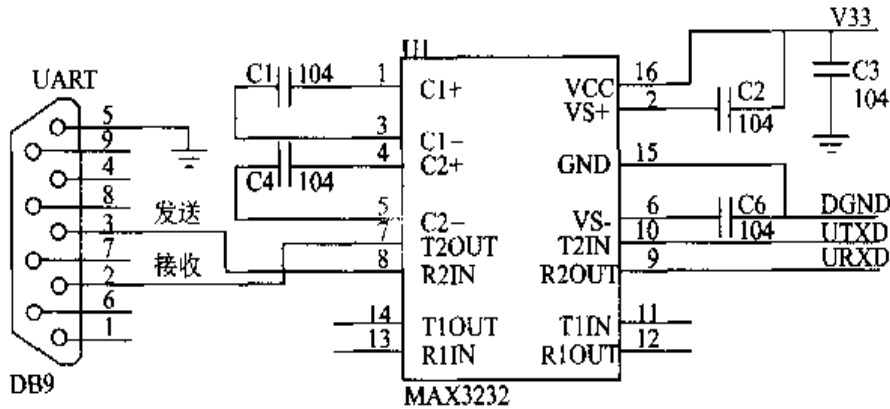 V33
U1
UART
C1 104
1
C1+
16
VCC
C3
104
2
VS+
C2
104
5
9
3
C1-
4
C2+
C4
104
15
GND
4
8
发送
3
5
C2-
6
VS-
C6
104
DGND
7
T2OUT
10
T2IN
UTXD
7
接收
2
8
R2IN
9
R2OUT
URXD
6
1
14
T1OUT
11
T1IN
13
R1IN
12
R1OUT
DB9
MAX3232